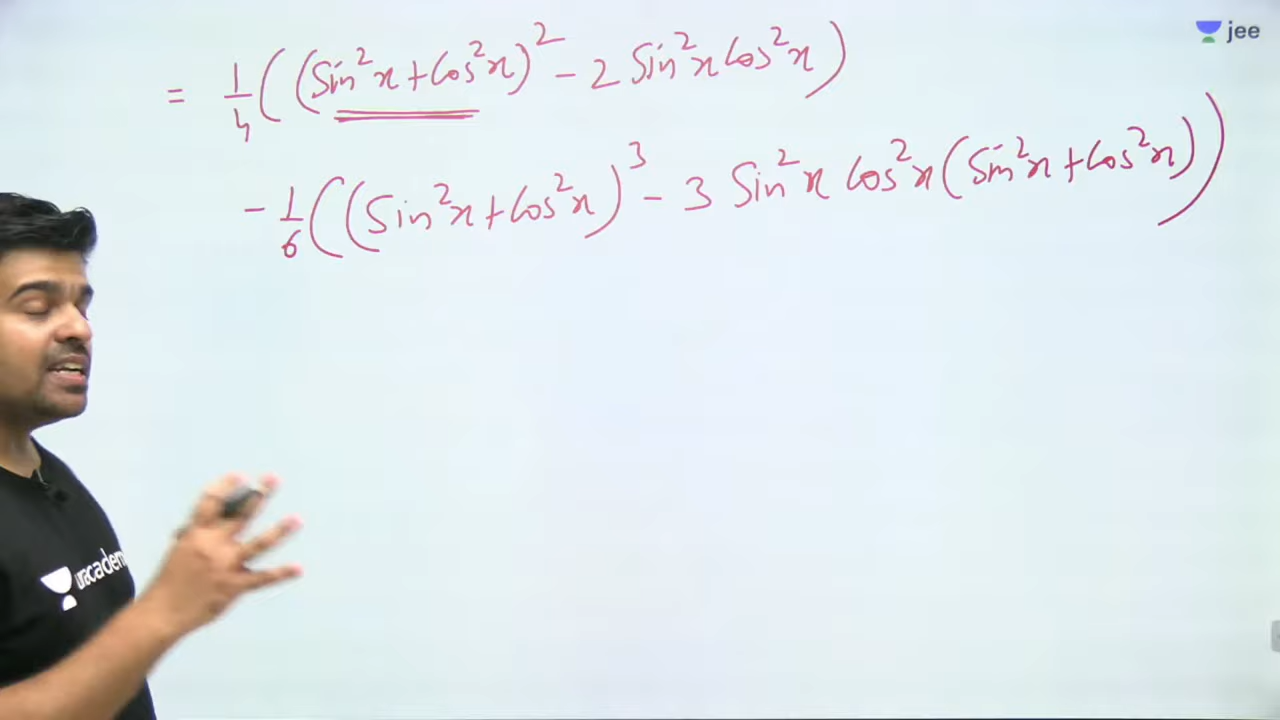 jee
= 1/4 ((Sin²x + Cos²x)² - 2 Sin²x Cos²x)
- 1/6 ((Sin²x + Cos²x)³ - 3 Sin²x Cos²x (Sin²x + Cos²x))
unacademy